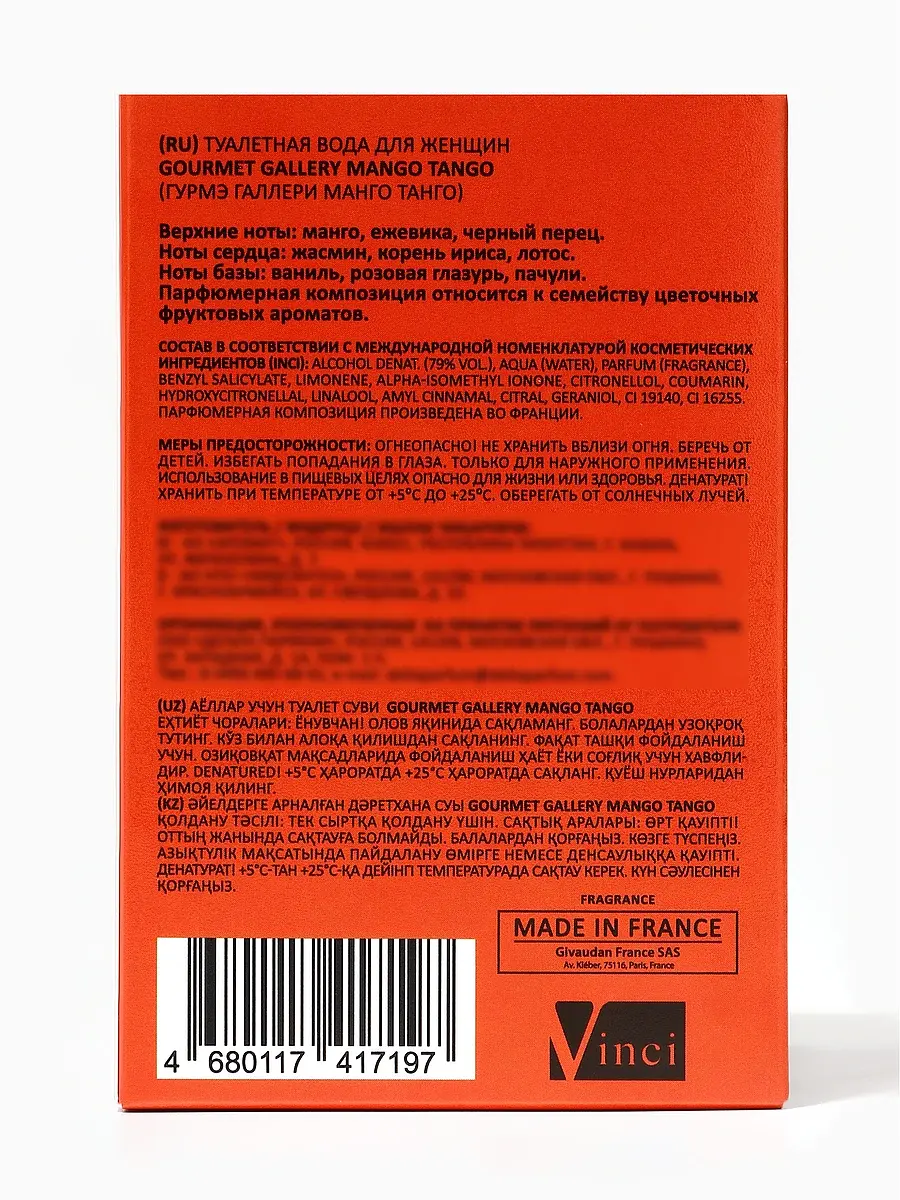 (RU) ТУАЛЕТНАЯ ВОДА ДЛЯ ЖЕНЩИН
GOURMET GALLERY MANGO TANGO
(ГУРМЭ ГАЛЛЕРИ МАНГО ТАНГО)
Верхние ноты: манго, ежевика, черный перец.
Ноты сердца: жасмин, корень ириса, лотос.
Ноты базы: ваниль, розовая глазурь, пачули.
Парфюмерная композиция относится к семейству цветочных
фруктовых ароматов.
СОСТАВ В СООТВЕТСТВИИ С МЕЖДУНАРОДНОЙ НОМЕНКЛАТУРОЙ КОСМЕТИЧЕСКИХ
ИНГРЕДИЕНТОВ (INCI): ALCOHOL DENAT. (79% VOL.), AQUA (WATER), PARFUM (FRAGRANCE),
BENZYL SALICYLATE, LIMONENE, ALPHA-ISOMETHYL IONONE, CITRONELLOL, COUMARIN,
HYDROXYCITRONELLAL, LINALOOL, AMYL CINNAMAL, CITRAL, GERANIOL, CI 19140, CI 16255.
ПАРФЮМЕРНАЯ КОМПОЗИЦИЯ ПРОИЗВЕДЕНА ВО ФРАНЦИИ.
МЕРЫ ПРЕДОСТОРОЖНОСТИ: ОГНЕОПАСНО! НЕ ХРАНИТЬ ВБЛИЗИ ОГНЯ. БЕРЕЧЬ ОТ
ДЕТЕЙ. ИЗБЕГАТЬ ПОПАДАНИЯ В ГЛАЗА. ТОЛЬКО ДЛЯ НАРУЖНОГО ПРИМЕНЕНИЯ.
ИСПОЛЬЗОВАНИЕ В ПИЩЕВЫХ ЦЕЛЯХ ОПАСНО ДЛЯ ЖИЗНИ ИЛИ ЗДОРОВЬЯ. ДЕНАТУРАТ!
ХРАНИТЬ ПРИ ТЕМПЕРАТУРЕ ОТ +5°С ДО +25°С. ОБЕРЕГАТЬ ОТ СОЛНЕЧНЫХ ЛУЧЕЙ.
(UZ) АЁЛЛАР УЧУН ТУАЛЕТ СУВИ GOURMET GALLERY MANGO TANGO
ЕҲТИЁТ ЧОРАЛАРИ: ЁНУВЧАН! ОЛОВ ЯҚИНИДА САҚЛАМАНГ. БОЛАЛАРДАН УЗОҚРОҚ
ТУТИНГ. КЎЗ БИЛАН АЛОҚА ҚИЛИШДАН САҚЛАНИНГ. ФАҚАТ ТАШҚИ ФОЙДАЛАНИШ
УЧУН. ОЗИҚОВҚАТ МАҚСАДЛАРИДА ФОЙДАЛАНИШ ҲАЁТ ЁКИ СОҒЛИҚ УЧУН ХАВФЛИ-
ДИР. DENATURED! +5°C ҲАРОРАТДА +25°C ҲАРОРАТДА САҚЛАНГ. ҚУЁШ НУРЛАРИДАН
ҲИМОЯ ҚИЛИНГ.
(KZ) ӘЙЕЛДЕРГЕ АРНАЛҒАН ДӘРЕТХАНА СУЫ GOURMET GALLERY MANGO TANGO
ҚОЛДАНУ ТӘСІЛІ: ТЕК СЫРТҚА ҚОЛДАНУ ҮШІН. САҚТЫҚ АРАЛАРЫ: ӨРТ ҚАУІПТІ!
ОТТЫҢ ЖАНЫНДА САҚТАУҒА БОЛМАЙДЫ. БАЛАЛАРДАН ҚОРҒАҢЫЗ. КӨЗГЕ ТҮСПЕҢІЗ.
АЗЫҚТҮЛІК МАҚСАТЫНДА ПАЙДАЛАНУ ӨМІРГЕ НЕМЕСЕ ДЕНСАУЛЫҚҚА ҚАУІПТІ.
ДЕНАТУРАТ! +5°С-ТАН +25°С-ҚА ДЕЙІНГІ ТЕМПЕРАТУРАДА САҚТАУ КЕРЕК. КҮН СӘУЛЕСІНЕН
ҚОРҒАҢЫЗ.
FRAGRANCE
MADE IN FRANCE
Givaudan France SAS
Av. Kléber, 75116, Paris, France
4 680117 417197
Vinci